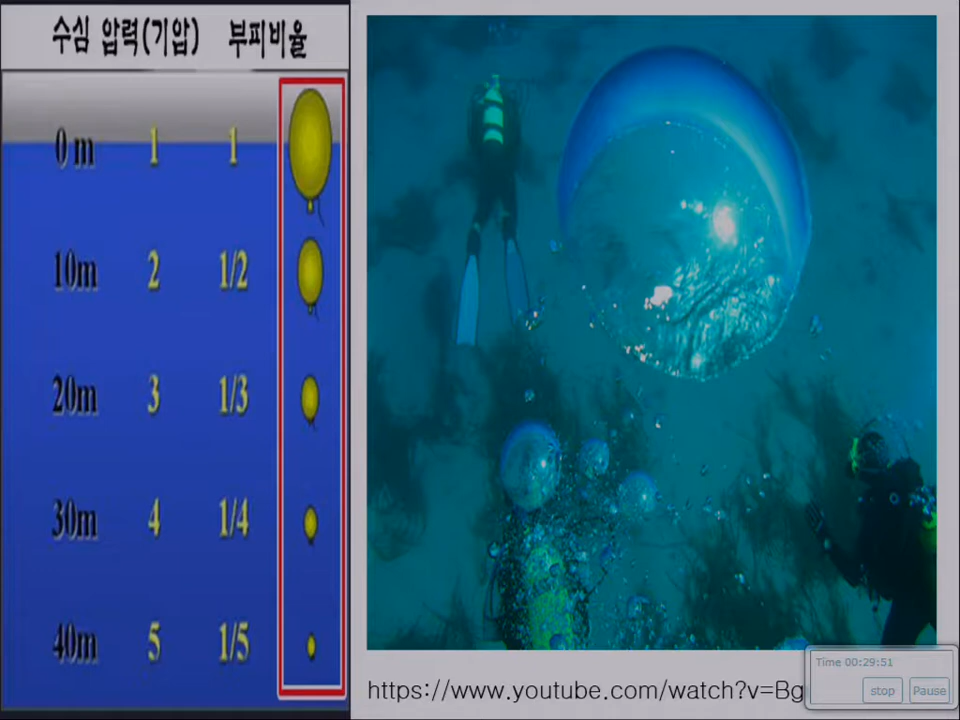 수심 압력(기압) 부피비율
0 m 1 1
10m 2 1/2
20m 3 1/3
30m 4 1/4
40m 5 1/5
https://www.youtube.com/watch?v=Bg
Time 00:29:51
stop Pause